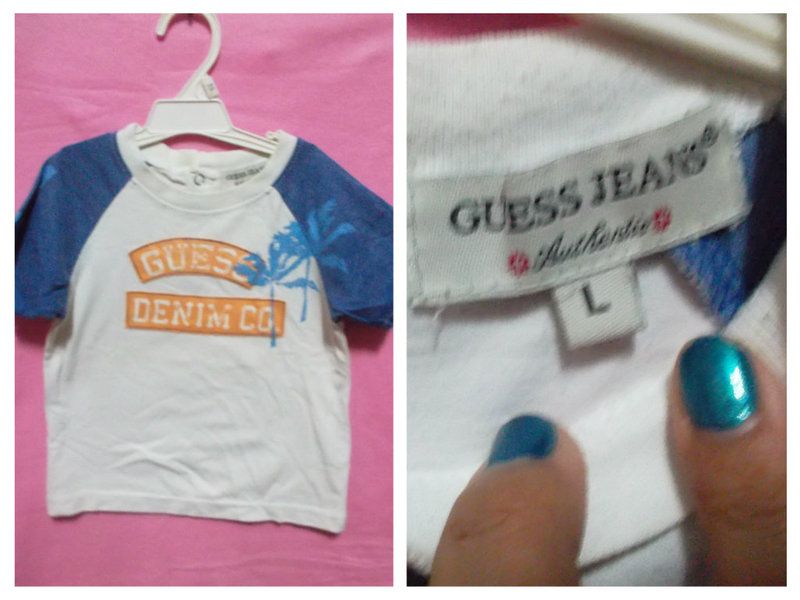 GUESS
DENIM CO.
GUESS JEANS
Authentic
L